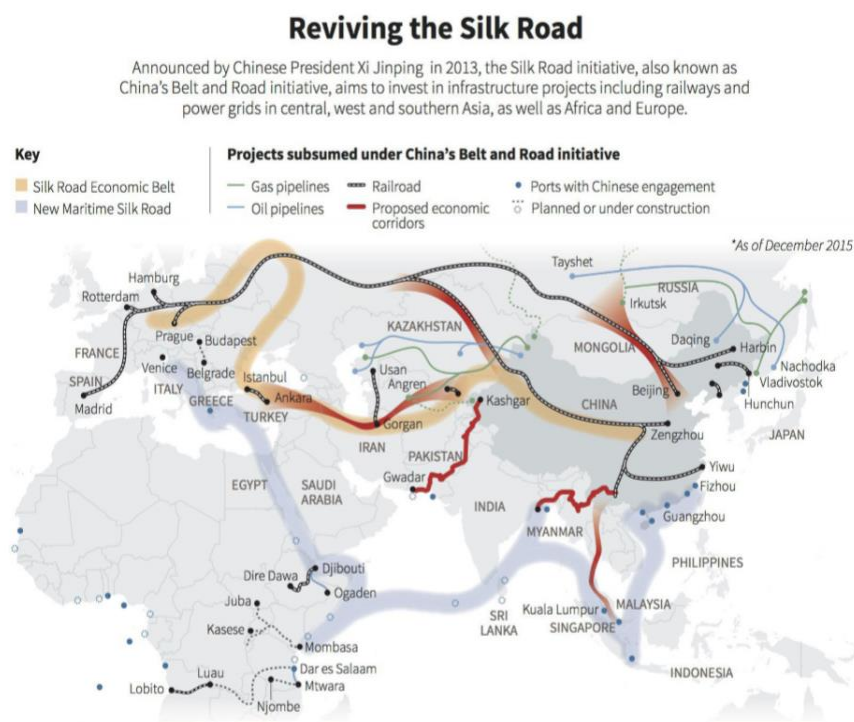 Reviving the Silk Road
Announced by Chinese President Xi Jinping in 2013, the Silk Road initiative, also known as
China's Belt and Road initiative, aims to invest in infrastructure projects including railways and
power grids in central, west and southern Asia, as well as Africa and Europe.
Key
Silk Road Economic Belt
New Maritime Silk Road
Projects subsumed under China's Belt and Road initiative
Gas pipelines
Oil pipelines
Railroad
Proposed economic
corridors
Ports with Chinese engagement
Planned or under construction
*As of December 2015
Tayshet
Hamburg
Rotterdam
RUSSIA
Irkutsk
KAZAKHSTAN
Prague
Budapest
Daqing
Harbin
MONGOLIA
FRANCE
Venice
Belgrade
Usan
Nachodka
SPAIN
ITALY
Istanbul
Angren
Beijing
Vladivostok
Madrid
GREECE
Ankara
Kashgar
CHINA
Hunchun
TURKEY
Gorgan
Zengzhou
JAPAN
IRAN
PAKISTAN
Yiwu
EGYPT
SAUDI
ARABIA
Gwadar
Fizhou
INDIA
Guangzhou
MYANMAR
PHILIPPINES
Dire Dawa
Djibouti
Ogaden
Juba
Kuala Lumpur
MALAYSIA
SRI
LANKA
SINGAPORE
Kasese
Mombasa
Dar es Salaam
INDONESIA
Luau
Lobito
Mtwara
Njombe